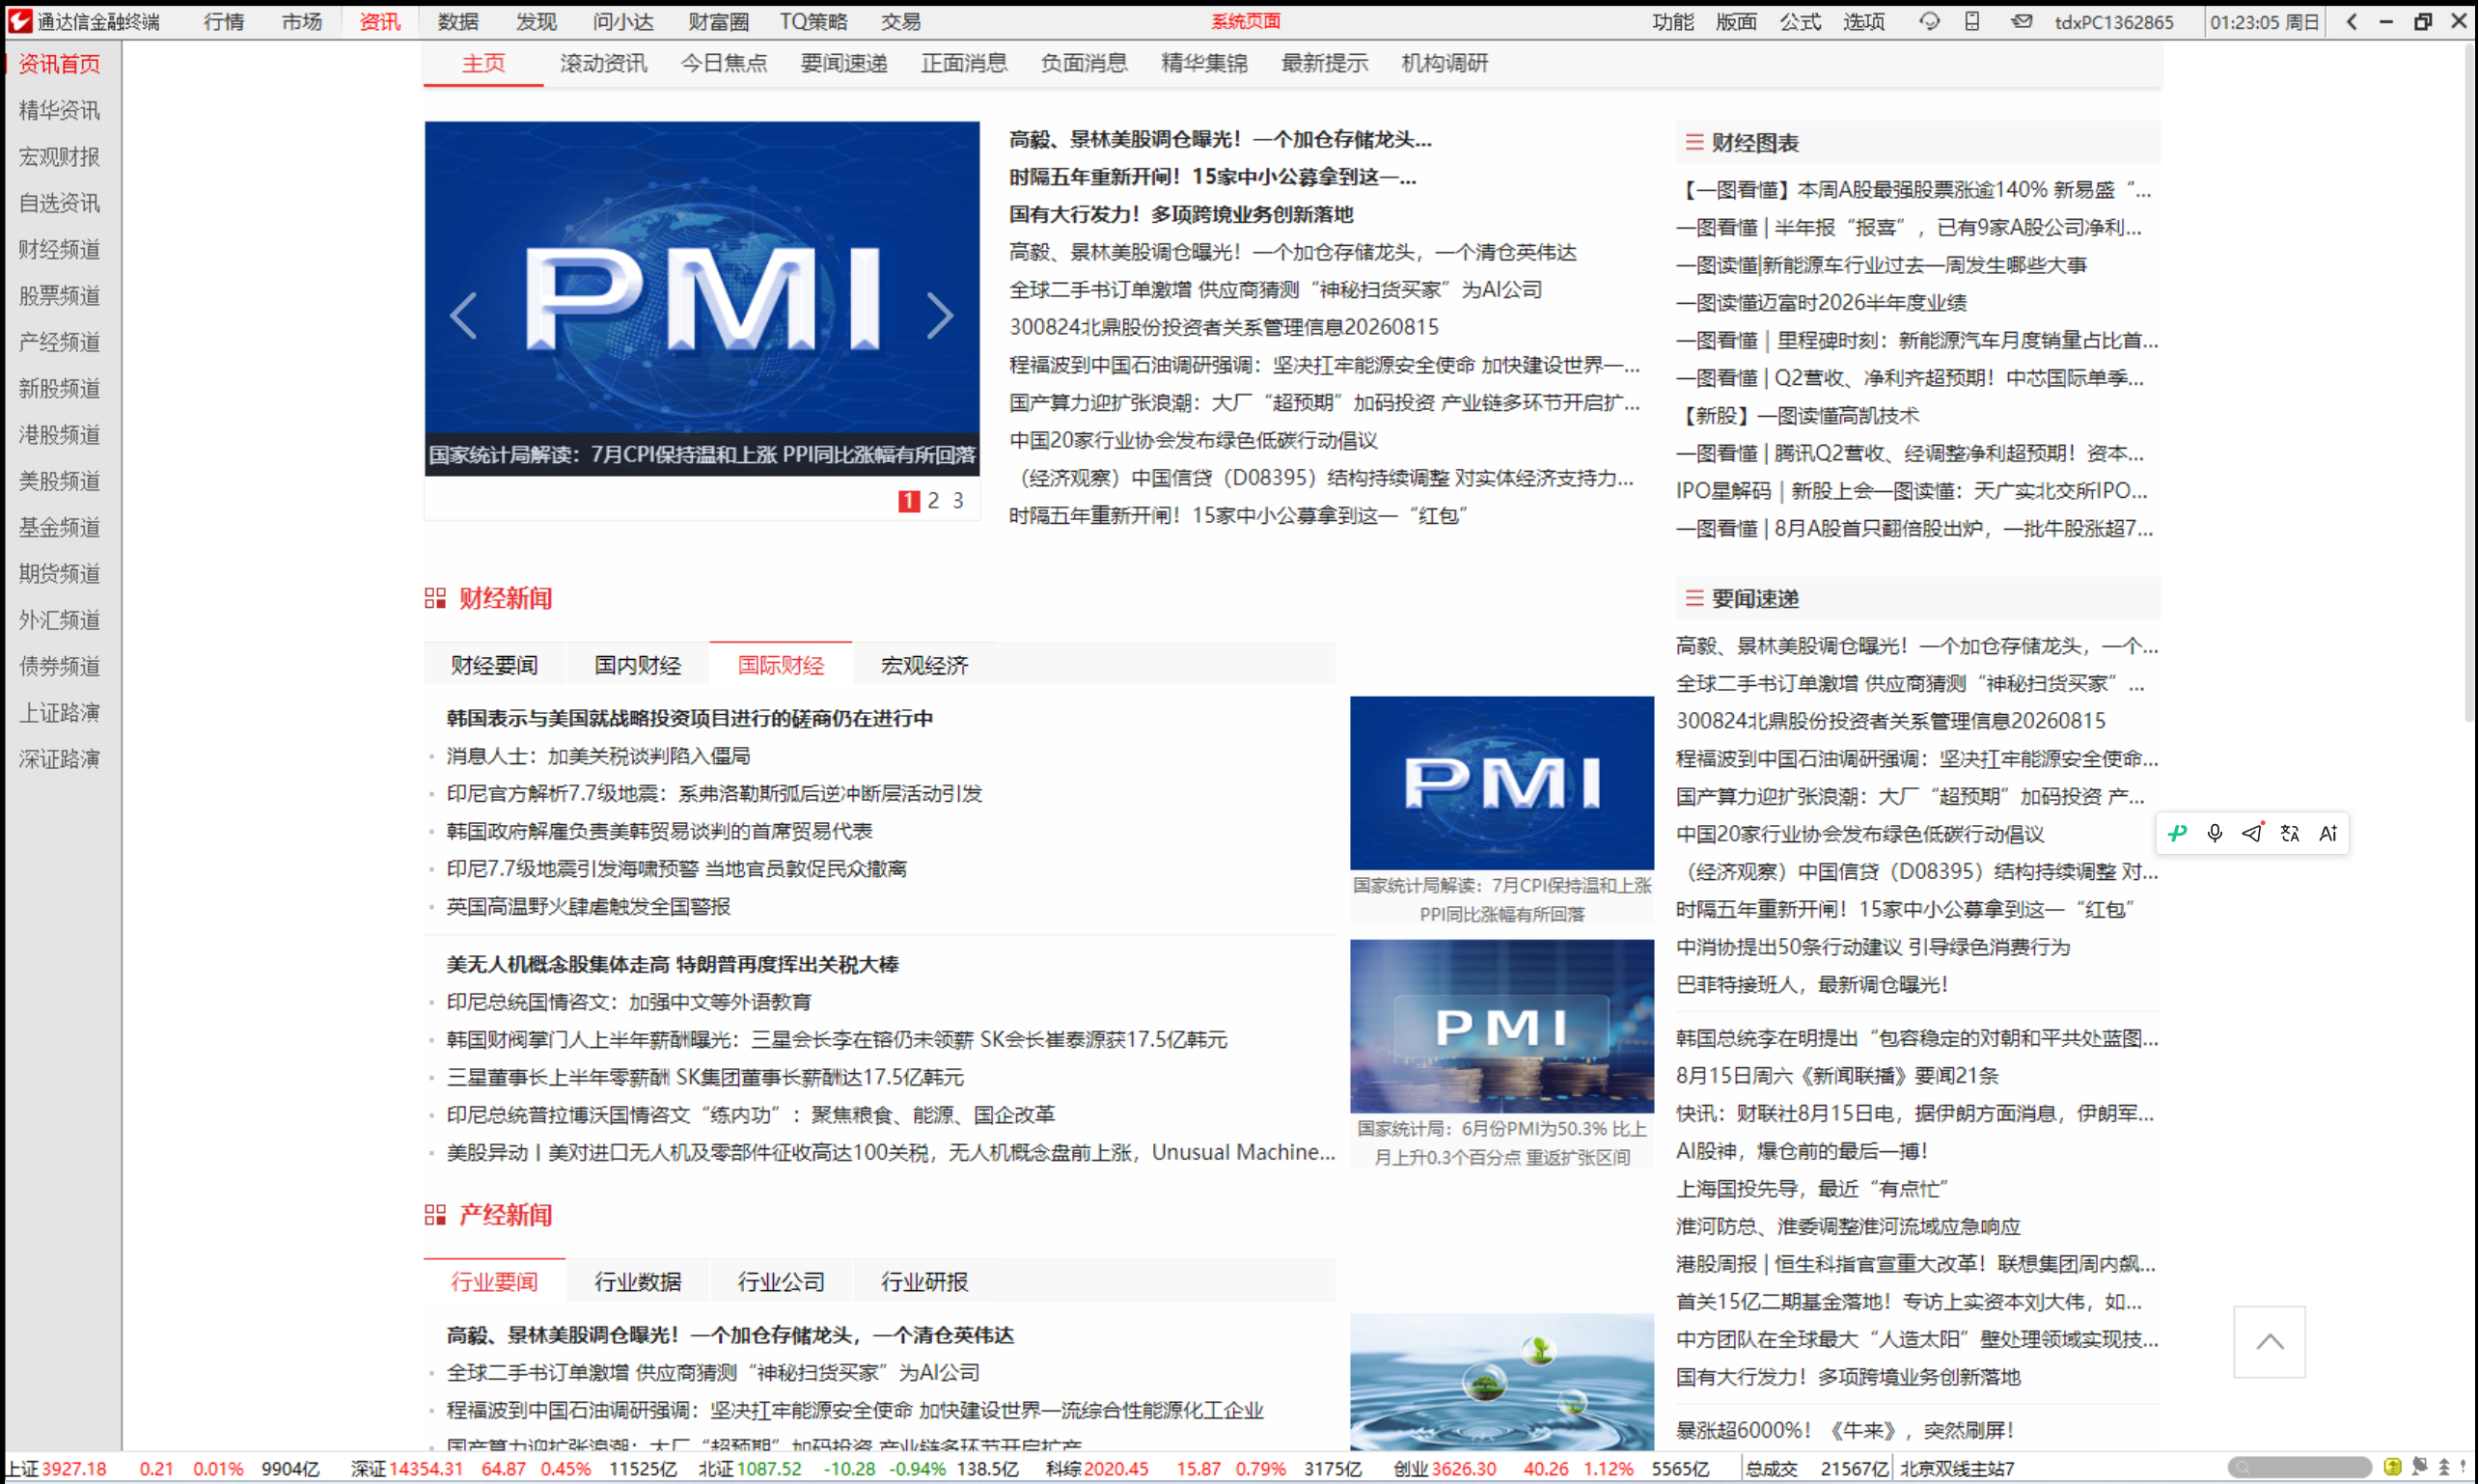 通达信金融终端 行情 市场 资讯 数据 发现 问小达 财富圈 TQ策略 交易 系统页面 功能 版面 公式 选项 tdxPC1362865 01:23:05 周日
资讯首页
精华资讯
宏观财报
自选资讯
财经频道
股票频道
产经频道
新股频道
港股频道
美股频道
基金频道
期货频道
外汇频道
债券频道
上证路演
深证路演
主页 滚动资讯 今日焦点 要闻速递 正面消息 负面消息 精华集锦 最新提示 机构调研
PMI
国家统计局解读：7月CPI保持温和上涨 PPI同比涨幅有所回落
1 2 3
高毅、景林美股调仓曝光！一个加仓存储龙头...
时隔五年重新开闸！15家中小公募拿到这一...
国有大行发力！多项跨境业务创新落地
高毅、景林美股调仓曝光！一个加仓存储龙头，一个清仓英伟达
全球二手书订单激增 供应商猜测“神秘扫货买家”为AI公司
300824北鼎股份投资者关系管理信息20260815
程福波到中国石油调研强调：坚决扛牢能源安全使命 加快建设世界一...
国产算力迎扩张浪潮：大厂“超预期”加码投资 产业链多环节开启扩...
中国20家行业协会发布绿色低碳行动倡议
（经济观察）中国信贷（D08395）结构持续调整 对实体经济支持力...
时隔五年重新开闸！15家中小公募拿到这一“红包”
财经图表
【一图看懂】本周A股最强股票涨逾140% 新易盛“...
一图看懂 | 半年报“报喜”，已有9家A股公司净利...
一图读懂|新能源车行业过去一周发生哪些大事
一图读懂迈富时2026半年度业绩
一图看懂 | 里程碑时刻：新能源汽车月度销量占比首...
一图看懂 | Q2营收、净利齐超预期！中芯国际单季...
【新股】一图读懂高凯技术
一图看懂 | 腾讯Q2营收、经调整净利超预期！资本...
IPO星解码 | 新股上会一图读懂：天广实北交所IPO...
一图看懂 | 8月A股首只翻倍股出炉，一批牛股涨超7...
财经新闻
财经要闻 国内财经 国际财经 宏观经济
韩国表示与美国就战略投资项目进行的磋商仍在进行中
消息人士：加美关税谈判陷入僵局
印尼官方解析7.7级地震：系弗洛勒斯弧后逆冲断层活动引发
韩国政府解雇负责美韩贸易谈判的首席贸易代表
印尼7.7级地震引发海啸预警 当地官员敦促民众撤离
英国高温野火肆虐触发全国警报
美无人机概念股集体走高 特朗普再度挥出关税大棒
印尼总统国情咨文：加强中文等外语教育
韩国财阀掌门人上半年薪酬曝光：三星会长李在镕仍未领薪 SK会长崔泰源获17.5亿韩元
三星董事长上半年零薪酬 SK集团董事长薪酬达17.5亿韩元
印尼总统普拉博沃国情咨文“练内功”：聚焦粮食、能源、国企改革
美股异动丨美对进口无人机及零部件征收高达100关税，无人机概念盘前上涨，Unusual Machine...
PMI
国家统计局解读：7月CPI保持温和上涨
PPI同比涨幅有所回落
PMI
国家统计局：6月份PMI为50.3% 比上
月上升0.3个百分点 重返扩张区间
要闻速递
高毅、景林美股调仓曝光！一个加仓存储龙头，一个...
全球二手书订单激增 供应商猜测“神秘扫货买家”...
300824北鼎股份投资者关系管理信息20260815
程福波到中国石油调研强调：坚决扛牢能源安全使命...
国产算力迎扩张浪潮：大厂“超预期”加码投资 产...
中国20家行业协会发布绿色低碳行动倡议
（经济观察）中国信贷（D08395）结构持续调整 对...
时隔五年重新开闸！15家中小公募拿到这一“红包”
中消协提出50条行动建议 引导绿色消费行为
巴菲特接班人，最新调仓曝光！
韩国总统李在明提出“包容稳定的对朝和平共处蓝图...
8月15日周六《新闻联播》要闻21条
快讯：财联社8月15日电，据伊朗方面消息，伊朗军...
AI股神，爆仓前的最后一搏！
上海国投先导，最近“有点忙”
淮河防总、淮委调整淮河流域应急响应
港股周报 | 恒生科指官宣重大改革！联想集团周内飙...
首关15亿二期基金落地！专访上实资本刘大伟，如...
中方团队在全球最大“人造太阳”壁处理领域实现技...
国有大行发力！多项跨境业务创新落地
暴涨超6000%！《牛来》，突然刷屏！
产经新闻
行业要闻 行业数据 行业公司 行业研报
高毅、景林美股调仓曝光！一个加仓存储龙头，一个清仓英伟达
全球二手书订单激增 供应商猜测“神秘扫货买家”为AI公司
程福波到中国石油调研强调：坚决扛牢能源安全使命 加快建设世界一流综合性能源化工企业
国产算力迎扩张浪潮：大厂“超预期”加码投资 产业链多环节开启扩产
上证3927.18 0.21 0.01% 9904亿 深证14354.31 64.87 0.45% 11525亿 北证1087.52 -10.28 -0.94% 138.5亿 科综2020.45 15.87 0.79% 3175亿 创业3626.30 40.26 1.12% 5565亿 总成交 21567亿 北京双线主站7